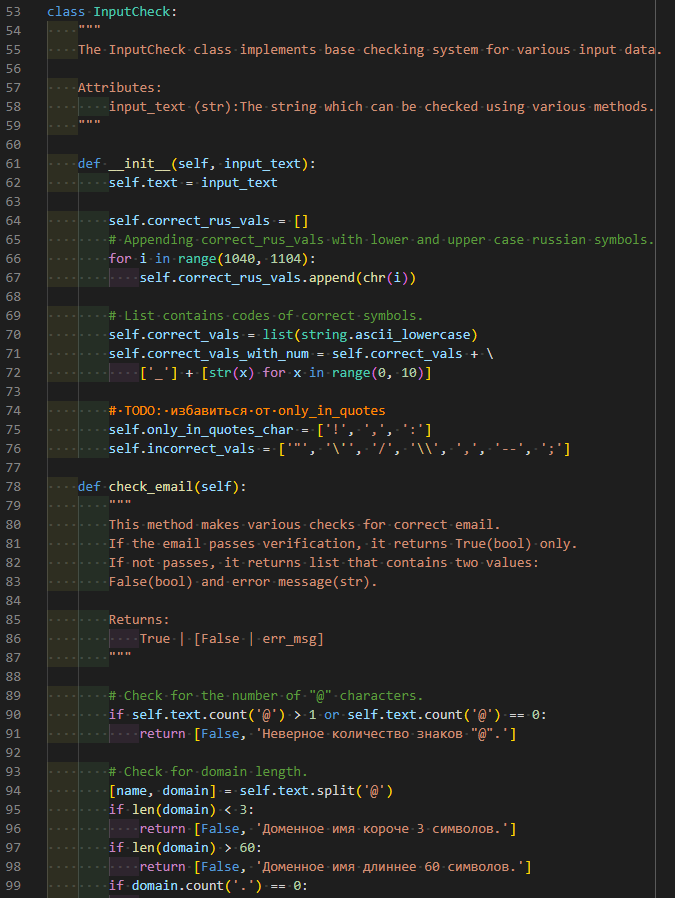 53 class InputCheck:
54     """
55     The InputCheck class implements base checking system for various input data.
56
57     Attributes:
58         input_text (str):The string which can be checked using various methods.
59     """
60
61     def __init__(self, input_text):
62         self.text = input_text
63
64         self.correct_rus_vals = []
65         # Appending correct_rus_vals with lower and upper case russian symbols.
66         for i in range(1040, 1104):
67             self.correct_rus_vals.append(chr(i))
68
69         # List contains codes of correct symbols.
70         self.correct_vals = list(string.ascii_lowercase)
71         self.correct_vals_with_num = self.correct_vals + \
72             ['_'] + [str(x) for x in range(0, 10)]
73
74         # TODO: избавиться от only_in_quotes
75         self.only_in_quotes_char = ['!', ',', ':']
76         self.incorrect_vals = ['"', '\'', '/', '\\', ',', '--', ';']
77
78     def check_email(self):
79         """
80         This method makes various checks for correct email.
81         If the email passes verification, it returns True(bool) only.
82         If not passes, it returns list that contains two values:
83         False(bool) and error message(str).
84
85         Returns:
86             True | [False | err_msg]
87         """
88
89         # Check for the number of "@" characters.
90         if self.text.count('@') > 1 or self.text.count('@') == 0:
91             return [False, 'Неверное количество знаков "@".']
92
93         # Check for domain length.
94         [name, domain] = self.text.split('@')
95         if len(domain) < 3:
96             return [False, 'Доменное имя короче 3 символов.']
97         if len(domain) > 60:
98             return [False, 'Доменное имя длиннее 60 символов.']
99         if domain.count('.') == 0: